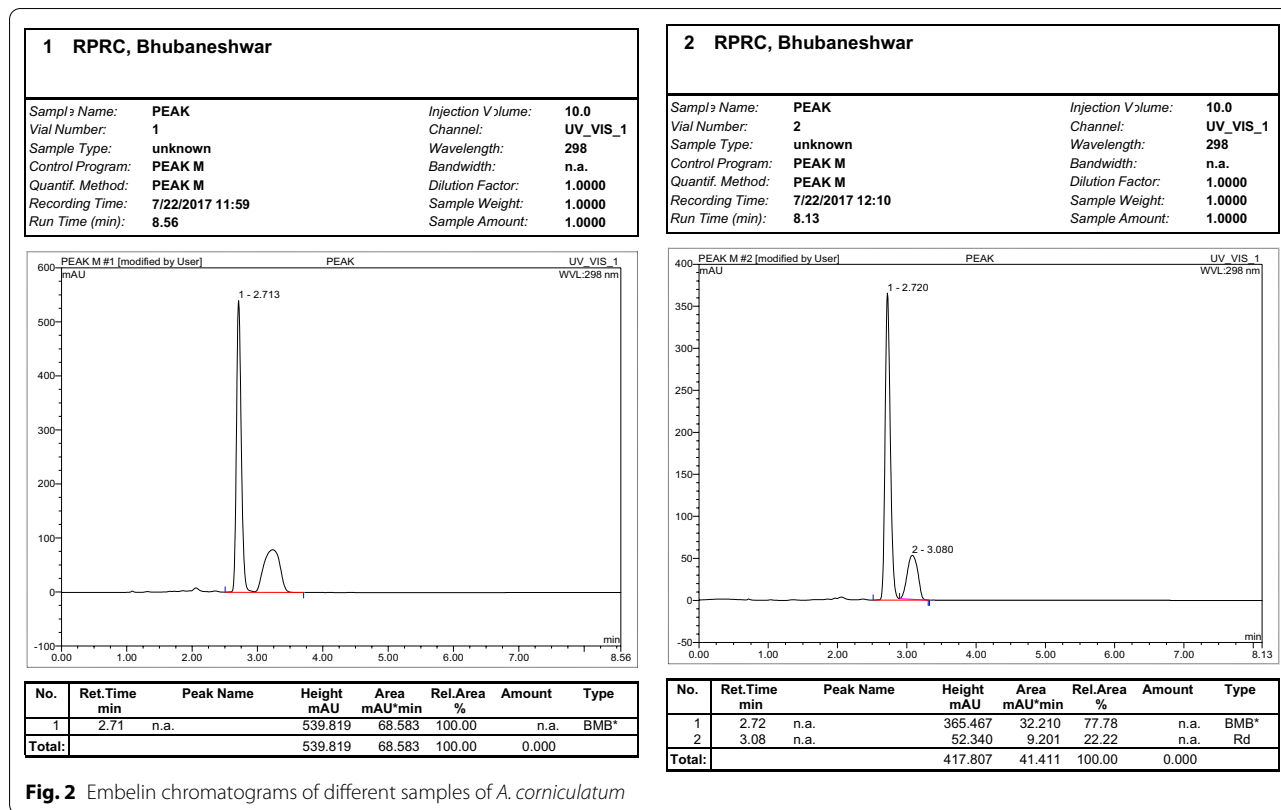 1 RPRC, Bhubaneshwar
Sample Name: PEAK Injection Volume: 10.0
Vial Number: 1 Channel: UV_VIS_1
Sample Type: unknown Wavelength: 298
Control Program: PEAK M Bandwidth: n.a.
Quantif. Method: PEAK M Dilution Factor: 1.0000
Recording Time: 7/22/2017 11:59 Sample Weight: 1.0000
Run Time (min): 8.56 Sample Amount: 1.0000
PEAK M #1 [modified by User] PEAK UV_VIS_1
mAU WVL:298 nm
600
1 - 2.713
500
400
300
200
100
0
-100
min
0.00 1.00 2.00 3.00 4.00 5.00 6.00 7.00 8.56
No. Ret.Time Peak Name Height Area Rel.Area Amount Type
min mAU mAU*min %
1 2.71 n.a. 539.819 68.583 100.00 n.a. BMB*
Total: 539.819 68.583 100.00 0.000
2 RPRC, Bhubaneshwar
Sample Name: PEAK Injection Volume: 10.0
Vial Number: 2 Channel: UV_VIS_1
Sample Type: unknown Wavelength: 298
Control Program: PEAK M Bandwidth: n.a.
Quantif. Method: PEAK M Dilution Factor: 1.0000
Recording Time: 7/22/2017 12:10 Sample Weight: 1.0000
Run Time (min): 8.13 Sample Amount: 1.0000
PEAK M #2 [modified by User] PEAK UV_VIS_1
mAU WVL:298 nm
400
1 - 2.720
350
300
250
200
150
100
50
2 - 3.080
0
-50
min
0.00 1.00 2.00 3.00 4.00 5.00 6.00 7.00 8.13
No. Ret.Time Peak Name Height Area Rel.Area Amount Type
min mAU mAU*min %
1 2.72 n.a. 365.467 32.210 77.78 n.a. BMB*
2 3.08 n.a. 52.340 9.201 22.22 n.a. Rd
Total: 417.807 41.411 100.00 0.000
Fig. 2 Embelin chromatograms of different samples of A. corniculatum